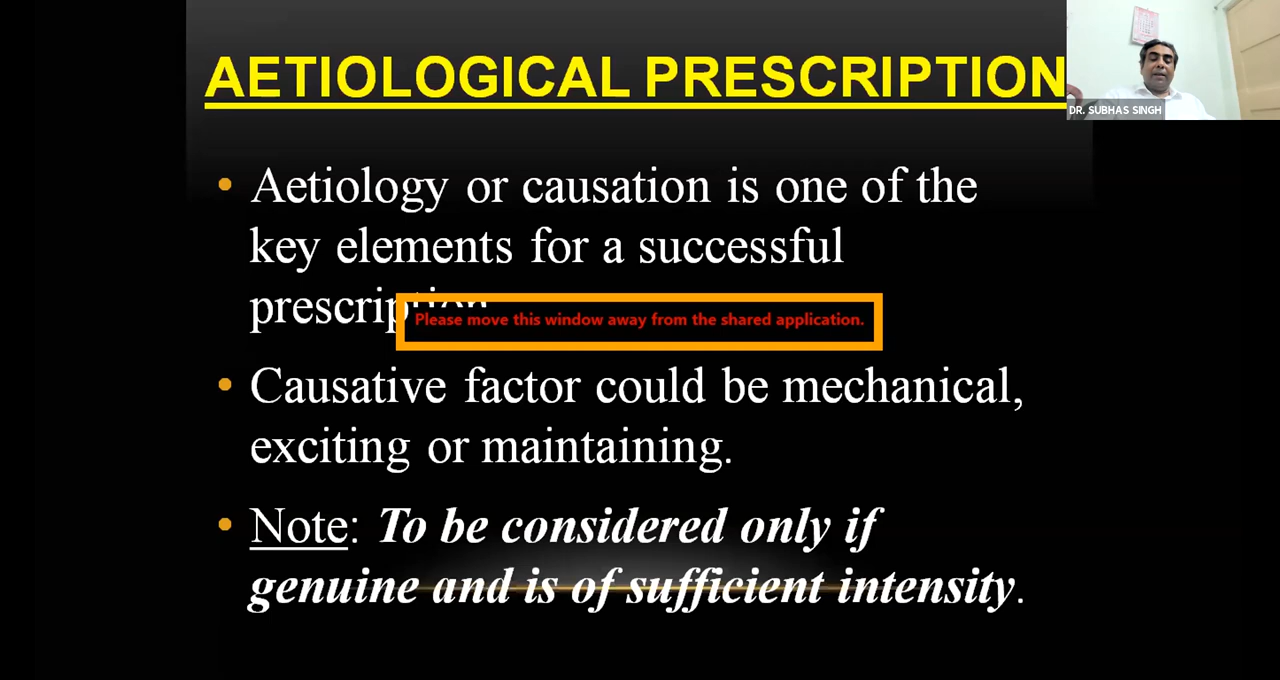 AETIOLOGICAL PRESCRIPTION
DR. SUBHAS SINGH
• Aetiology or causation is one of the
key elements for a successful
prescription
Please move this window away from the shared application.
• Causative factor could be mechanical,
exciting or maintaining.
• Note: To be considered only if
genuine and is of sufficient intensity.